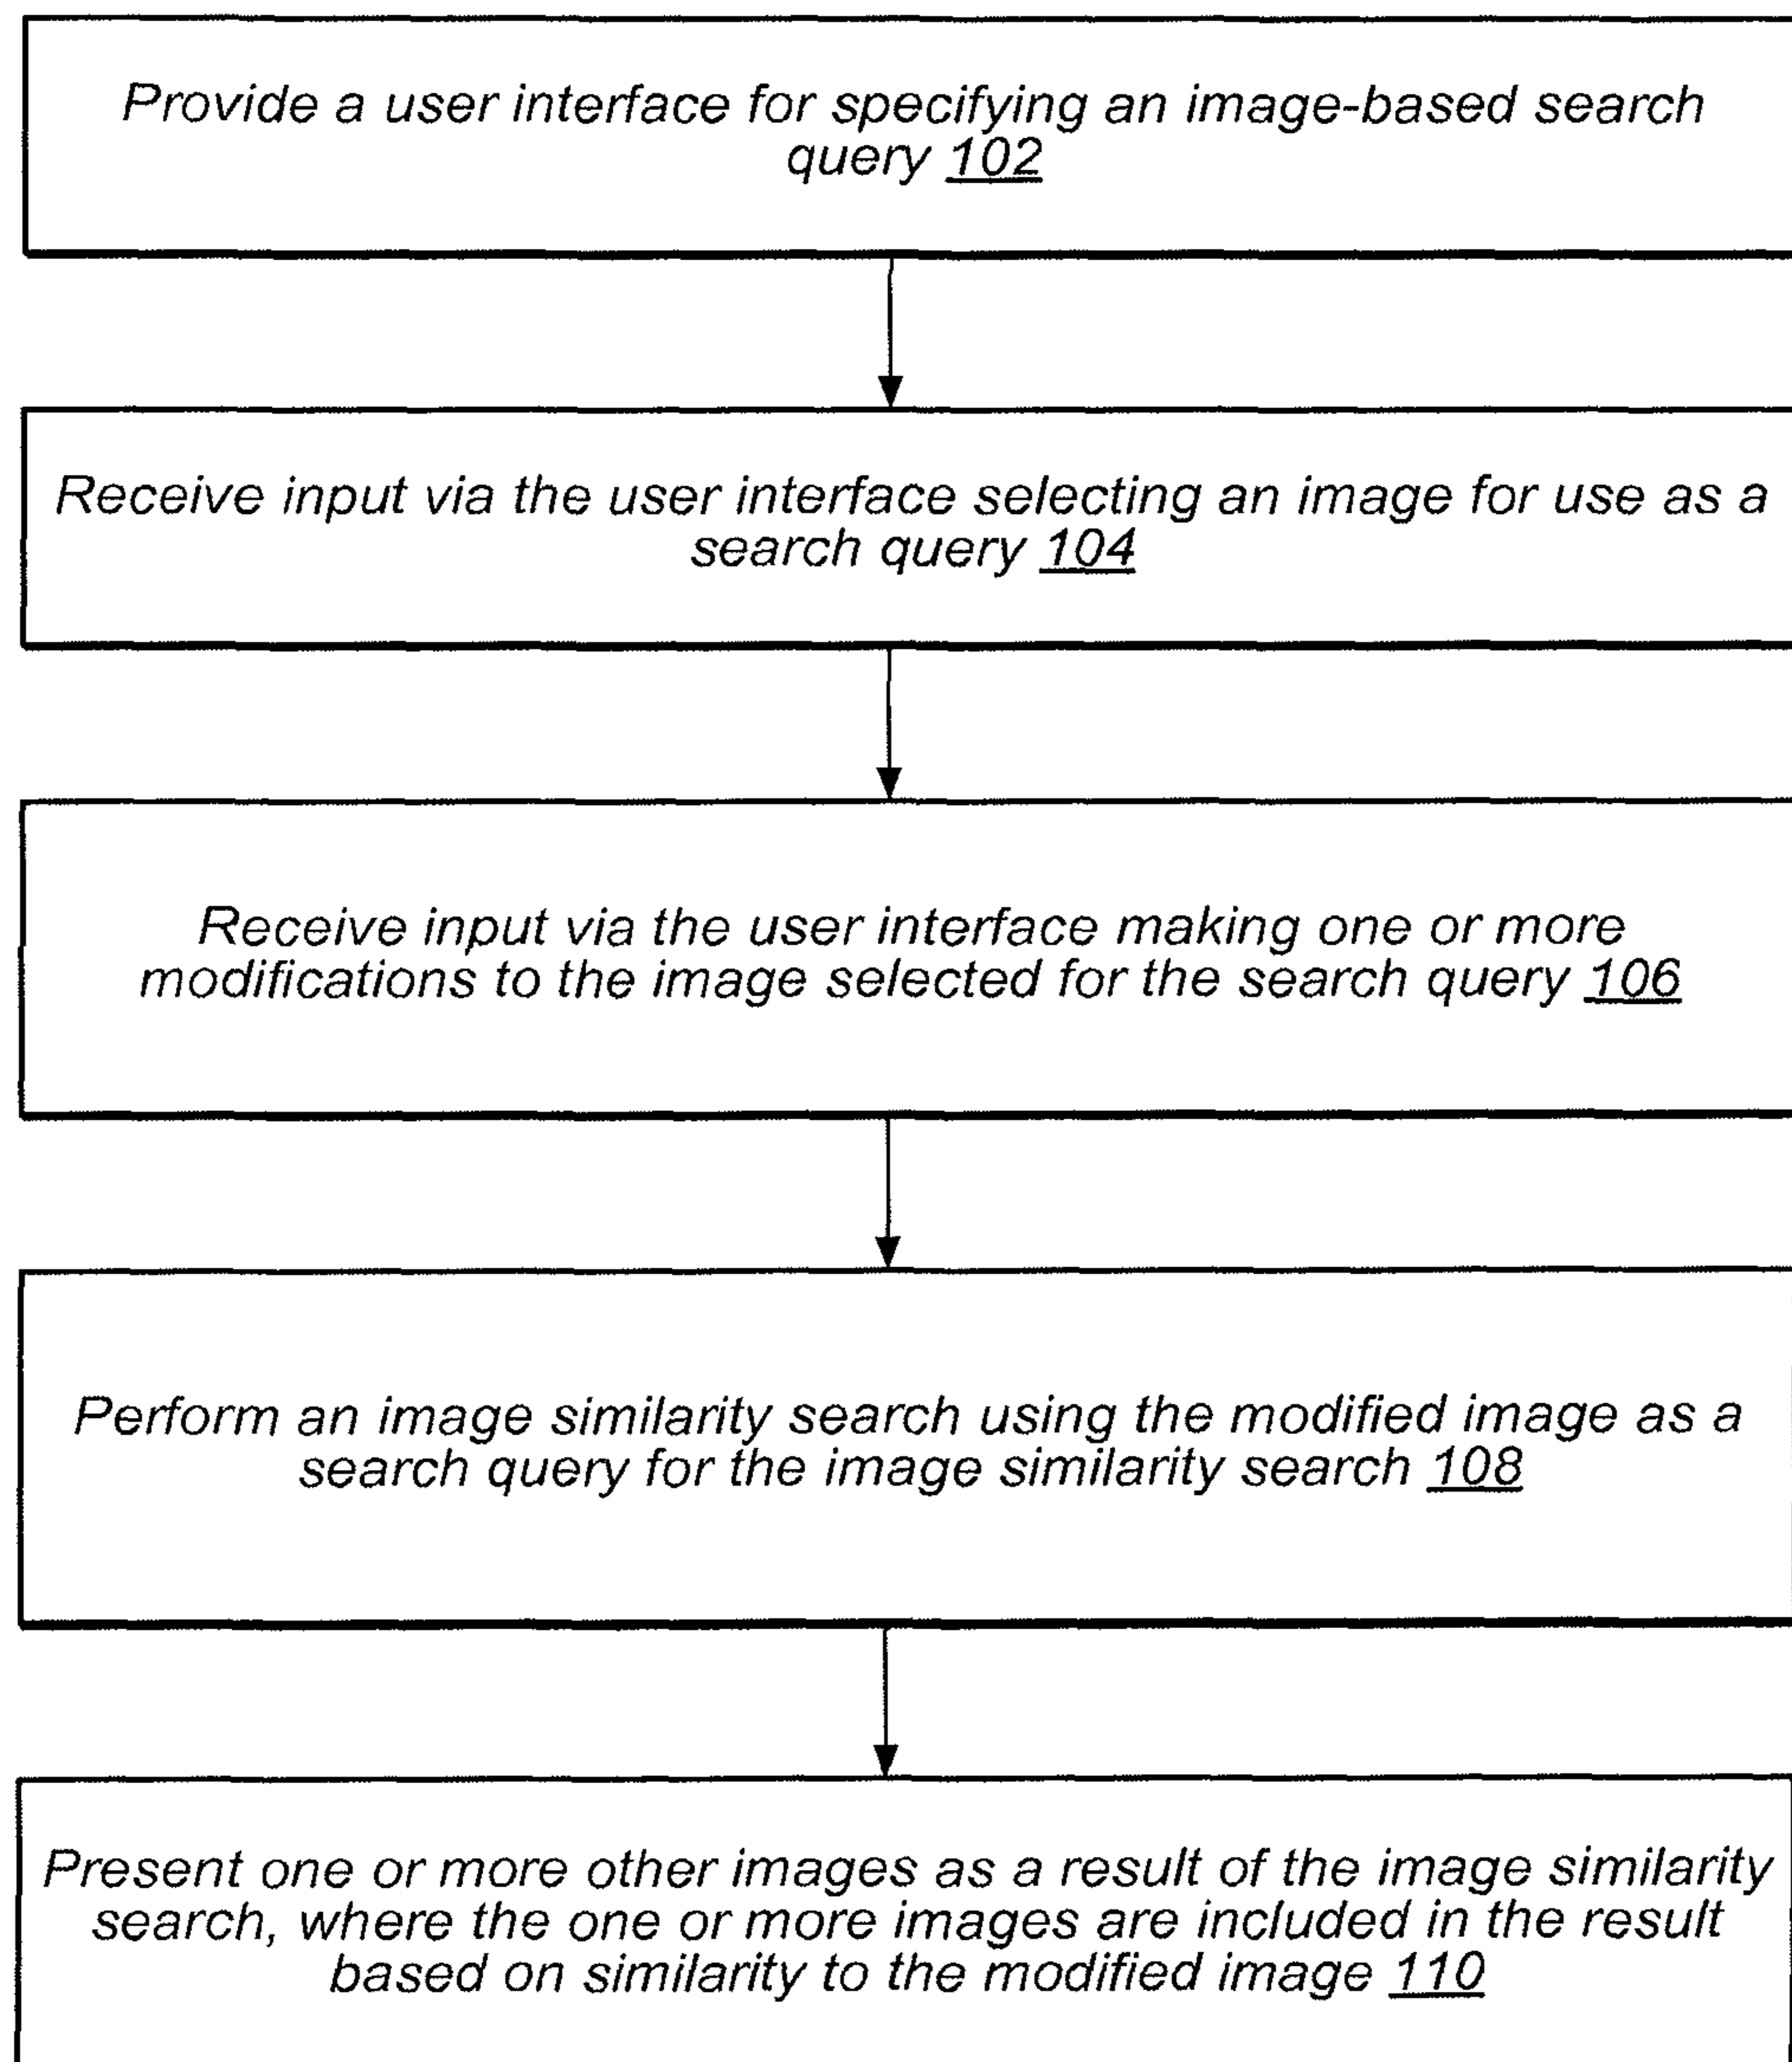 Provide a user interface for specifying an image-based search
query 102
Receive input via the user interface selecting an image for use as a
search query 104
Receive input via the user interface making one or more
modifications to the image selected for the search query 106
Perform an image similarity search using the modified image as a
search query for the image similarity search 108
Present one or more other images as a result of the image similarity
search, where the one or more images are included in the result
based on similarity to the modified image 110